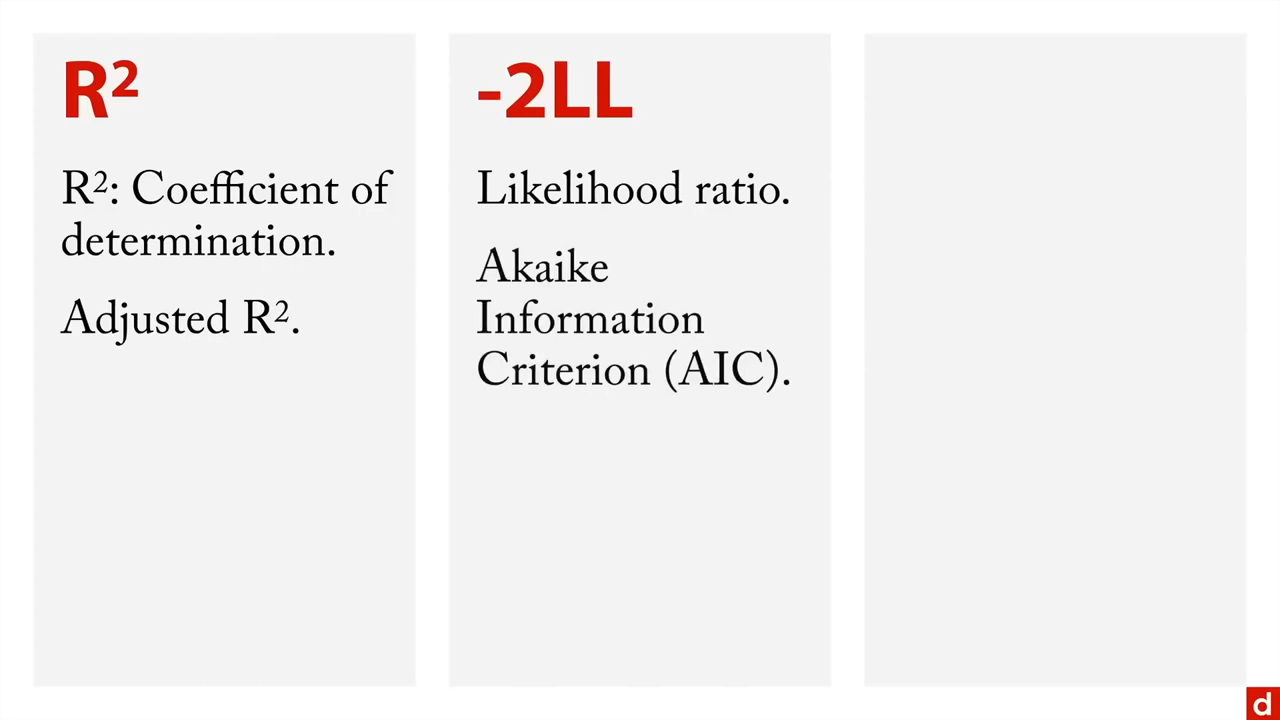 R²
R²: Coefficient of
determination.
Adjusted R².
-2LL
Likelihood ratio.
Akaike
Information
Criterion (AIC).
d